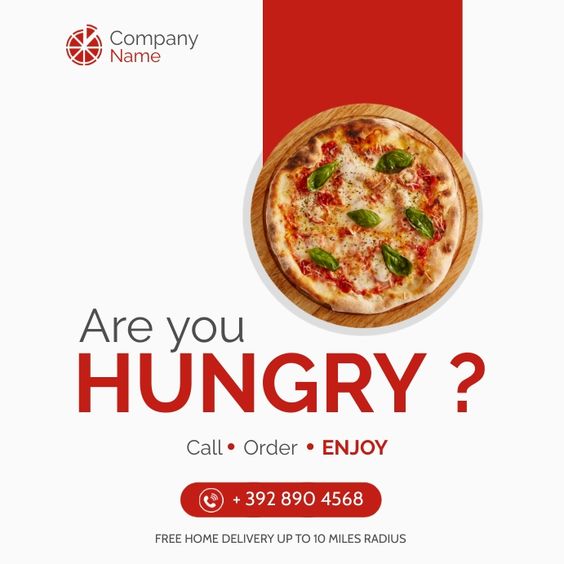 Company
Name
Are you
HUNGRY ?
Call • Order • ENJOY
+ 392 890 4568
FREE HOME DELIVERY UP TO 10 MILES RADIUS